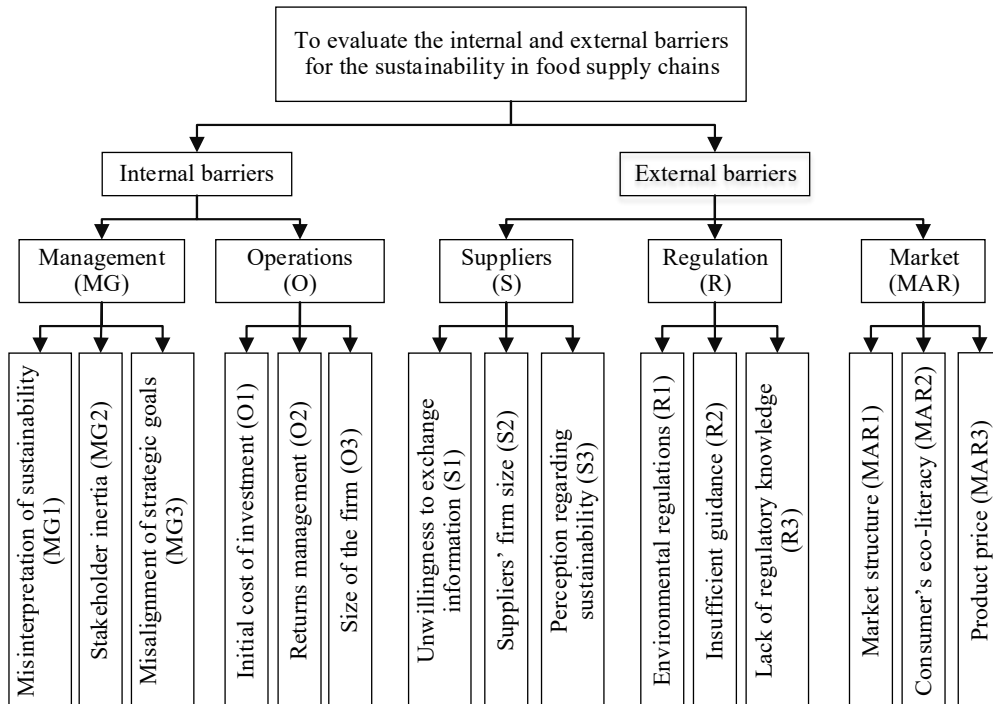 To evaluate the internal and external barriers
for the sustainability in food supply chains
Internal barriers
External barriers
Management
(MG)
Operations
(O)
Suppliers
(S)
Regulation
(R)
Market
(MAR)
Misinterpretation of sustainability
(MG1)
Stakeholder inertia (MG2)
Misalignment of strategic goals
(MG3)
Initial cost of investment (O1)
Returns management (O2)
Size of the firm (O3)
Unwillingness to exchange
information (S1)
Suppliers’ firm size (S2)
Perception regarding
sustainability (S3)
Environmental regulations (R1)
Insufficient guidance (R2)
Lack of regulatory knowledge
(R3)
Market structure (MAR1)
Consumer’s eco-literacy (MAR2)
Product price (MAR3)